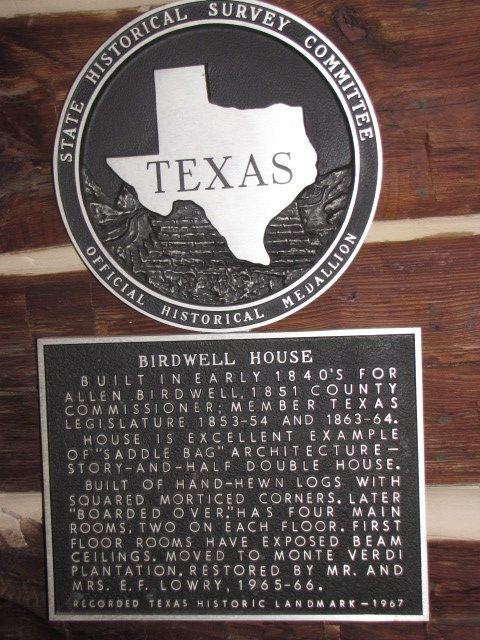 STATE HISTORICAL SURVEY COMMITTEE
TEXAS
OFFICIAL HISTORICAL MEDALLION
BIRDWELL HOUSE
BUILT IN EARLY 1840'S FOR
ALLEN BIRDWELL, 1851 COUNTY
COMMISSIONER; MEMBER TEXAS
LEGISLATURE 1853-54 AND 1863-64.
HOUSE IS EXCELLENT EXAMPLE
OF "SADDLE BAG" ARCHITECTURE—
STORY-AND-HALF DOUBLE HOUSE.
BUILT OF HAND-HEWN LOGS WITH
SQUARED MORTICED CORNERS. LATER
"BOARDED OVER." HAS FOUR MAIN
ROOMS, TWO ON EACH FLOOR. FIRST
FLOOR ROOMS HAVE EXPOSED BEAM
CEILINGS. MOVED TO MONTE VERDI
PLANTATION, RESTORED BY MR. AND
MRS. E. F. LOWRY, 1965-66.
RECORDED TEXAS HISTORIC LANDMARK—1967